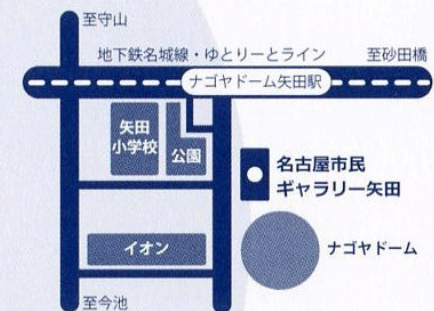 至守山
地下鉄名城線・ゆとりーとライン
至砂田橋
ナゴヤドーム矢田駅
矢田
小学校
公園
名古屋市民
ギャラリー矢田
イオン
ナゴヤドーム
至今池